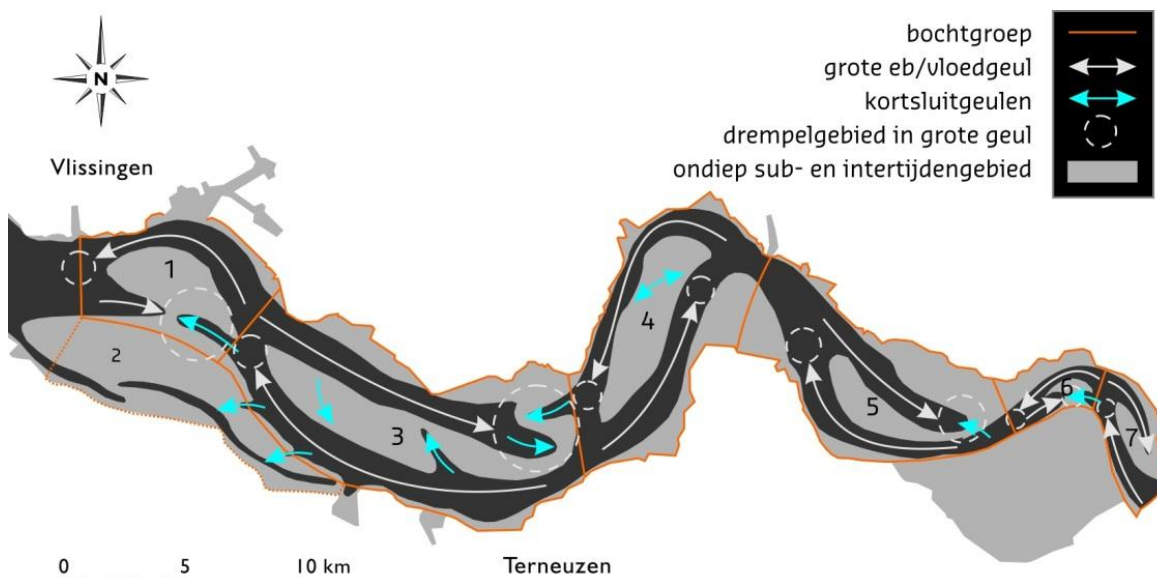 bochtgroep
grote eb/vloedgeul
kortsluitgeulen
drempelgebied in grote geul
ondiep sub- en intertijdengebied
N
Vlissingen
1
2
3
4
5
6
7
0 5 10 km
Terneuzen